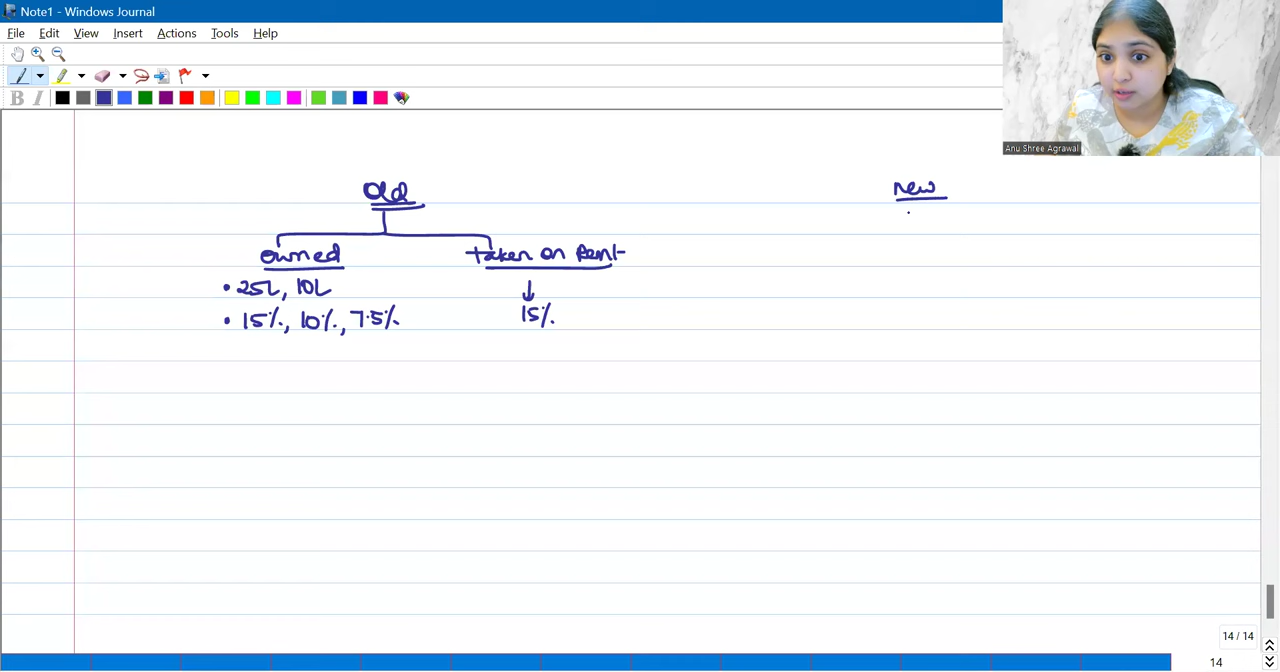 Note1 - Windows Journal
File Edit View Insert Actions Tools Help
B I
Anu Shree Agrawal
Old
new
owned
taken on Rent
• 25L, 10L
• 15%, 10%, 7.5%
15%
14 / 14
14